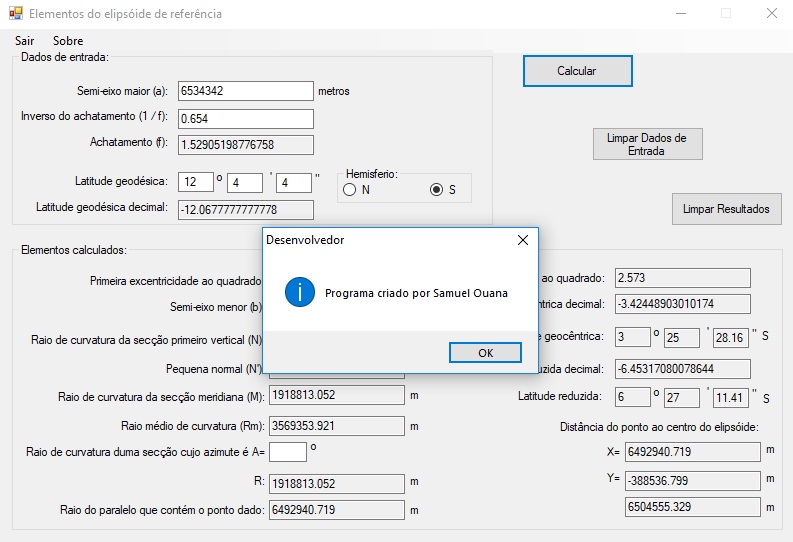 Elementos do elipsóide de referência
Sair Sobre
Dados de entrada:
Semi-eixo maior (a): 6534342 metros
Inverso do achatamento (1 / f): 0.654
Achatamento (f): 1.52905198776758
Latitude geodésica: 12 º 4 ' 4 ''
Hemisferio:
N S
Latitude geodésica decimal: -12.0677777777778
Calcular
Limpar Dados de
Entrada
Limpar Resultados
Desenvolvedor
Programa criado por Samuel Ouana
OK
Elementos calculados:
Primeira excentricidade ao quadrado
Semi-eixo menor (b)
Raio de curvatura da secção primeiro vertical (N)
Pequena normal (N')
Raio de curvatura da secção meridiana (M): 1918813.052 m
Raio médio de curvatura (Rm): 3569353.921 m
Raio de curvatura duma secção cujo azimute é A= º
R: 1918813.052 m
Raio do paralelo que contém o ponto dado: 6492940.719 m
ao quadrado: 2.573
ntrica decimal: -3.42448903010174
e geocêntrica: 3 º 25 ' 28.16 '' S
uzida decimal: -6.45317080078644
Latitude reduzida: 6 º 27 ' 11.41 '' S
Distância do ponto ao centro do elipsóide:
X= 6492940.719 m
Y= -388536.799 m
6504555.329 m